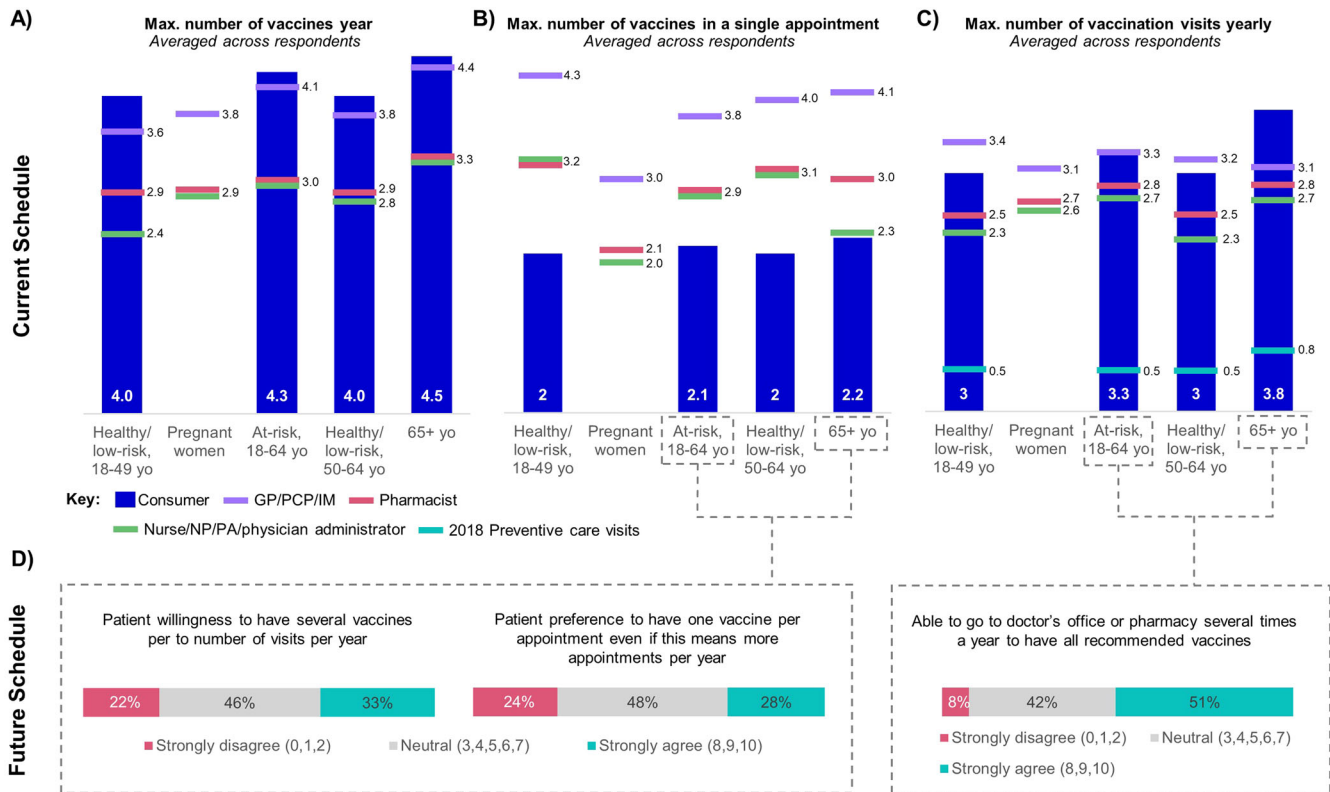 A)
Max. number of vaccines year
Averaged across respondents
B)
Max. number of vaccines in a single appointment
Averaged across respondents
C)
Max. number of vaccination visits yearly
Averaged across respondents
Current Schedule
3.6
2.9
2.4
4.0
3.8
2.9
4.1
3.0
4.3
3.8
2.9
2.8
4.0
4.4
3.3
4.5
Healthy/
low-risk,
18-49 yo
Pregnant
women
At-risk,
18-64 yo
Healthy/
low-risk,
50-64 yo
65+ yo
4.3
3.2
2
3.0
2.1
2.0
3.8
2.9
2.1
4.0
3.1
2
4.1
3.0
2.3
2.2
Healthy/
low-risk,
18-49 yo
Pregnant
women
At-risk,
18-64 yo
Healthy/
low-risk,
50-64 yo
65+ yo
3.4
2.5
2.3
0.5
3
3.1
2.7
2.6
3.3
2.8
2.7
0.5
3.3
3.2
2.5
2.3
0.5
3
3.1
2.8
2.7
0.8
3.8
Healthy/
low-risk,
18-49 yo
Pregnant
women
At-risk,
18-64 yo
Healthy/
low-risk,
50-64 yo
65+ yo
Key: Consumer GP/PCP/IM Pharmacist
Nurse/NP/PA/physician administrator 2018 Preventive care visits
D)
Future Schedule
Patient willingness to have several vaccines
per to number of visits per year
22% 46% 33%
Patient preference to have one vaccine per
appointment even if this means more
appointments per year
24% 48% 28%
Strongly disagree (0,1,2) Neutral (3,4,5,6,7) Strongly agree (8,9,10)
Able to go to doctor's office or pharmacy several times
a year to have all recommended vaccines
8% 42% 51%
Strongly disagree (0,1,2) Neutral (3,4,5,6,7)
Strongly agree (8,9,10)